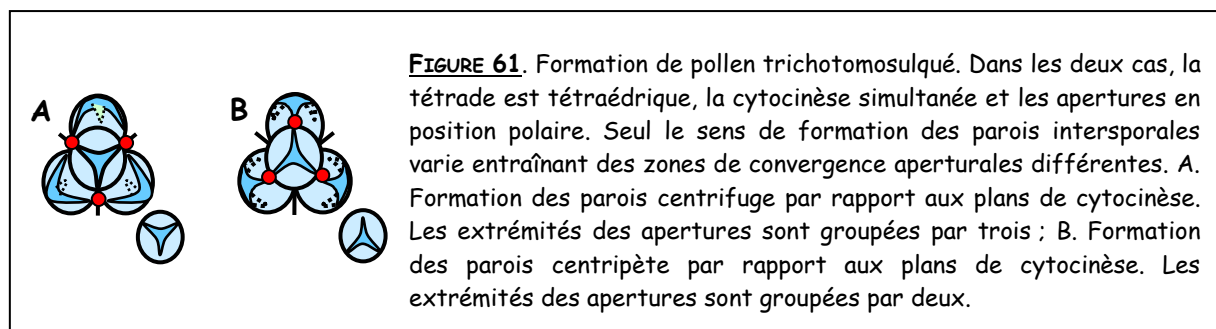 A
B
FIGURE 61. Formation de pollen trichotomosulqué. Dans les deux cas, la
tétrade est tétraédrique, la cytocinèse simultanée et les apertures en
position polaire. Seul le sens de formation des parois intersporales
varie entraînant des zones de convergence aperturales différentes. A.
Formation des parois centrifuge par rapport aux plans de cytocinèse.
Les extrémités des apertures sont groupées par trois ; B. Formation
des parois centripète par rapport aux plans de cytocinèse. Les
extrémités des apertures sont groupées par deux.